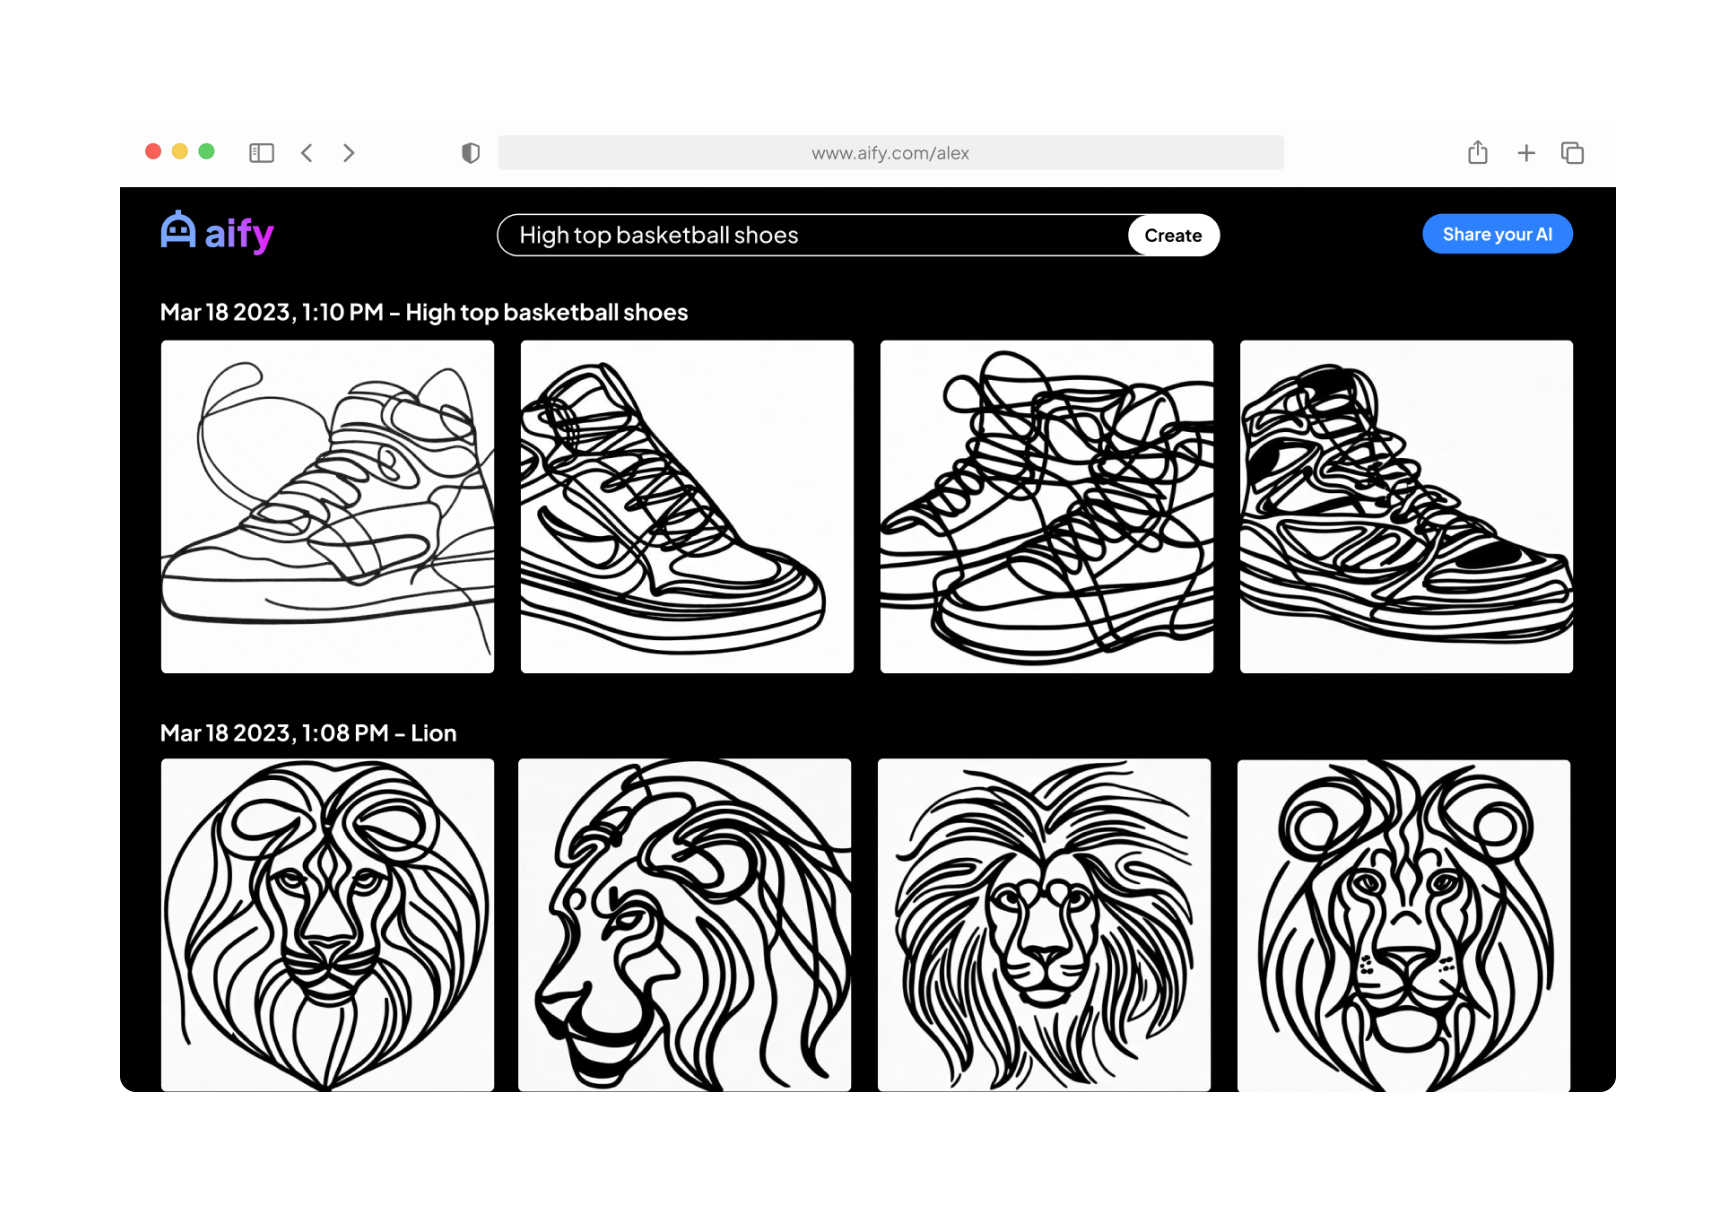 www.aify.com/alex
aify
High top basketball shoes
Create
Share your AI
Mar 18 2023, 1:10 PM – High top basketball shoes
Mar 18 2023, 1:08 PM – Lion